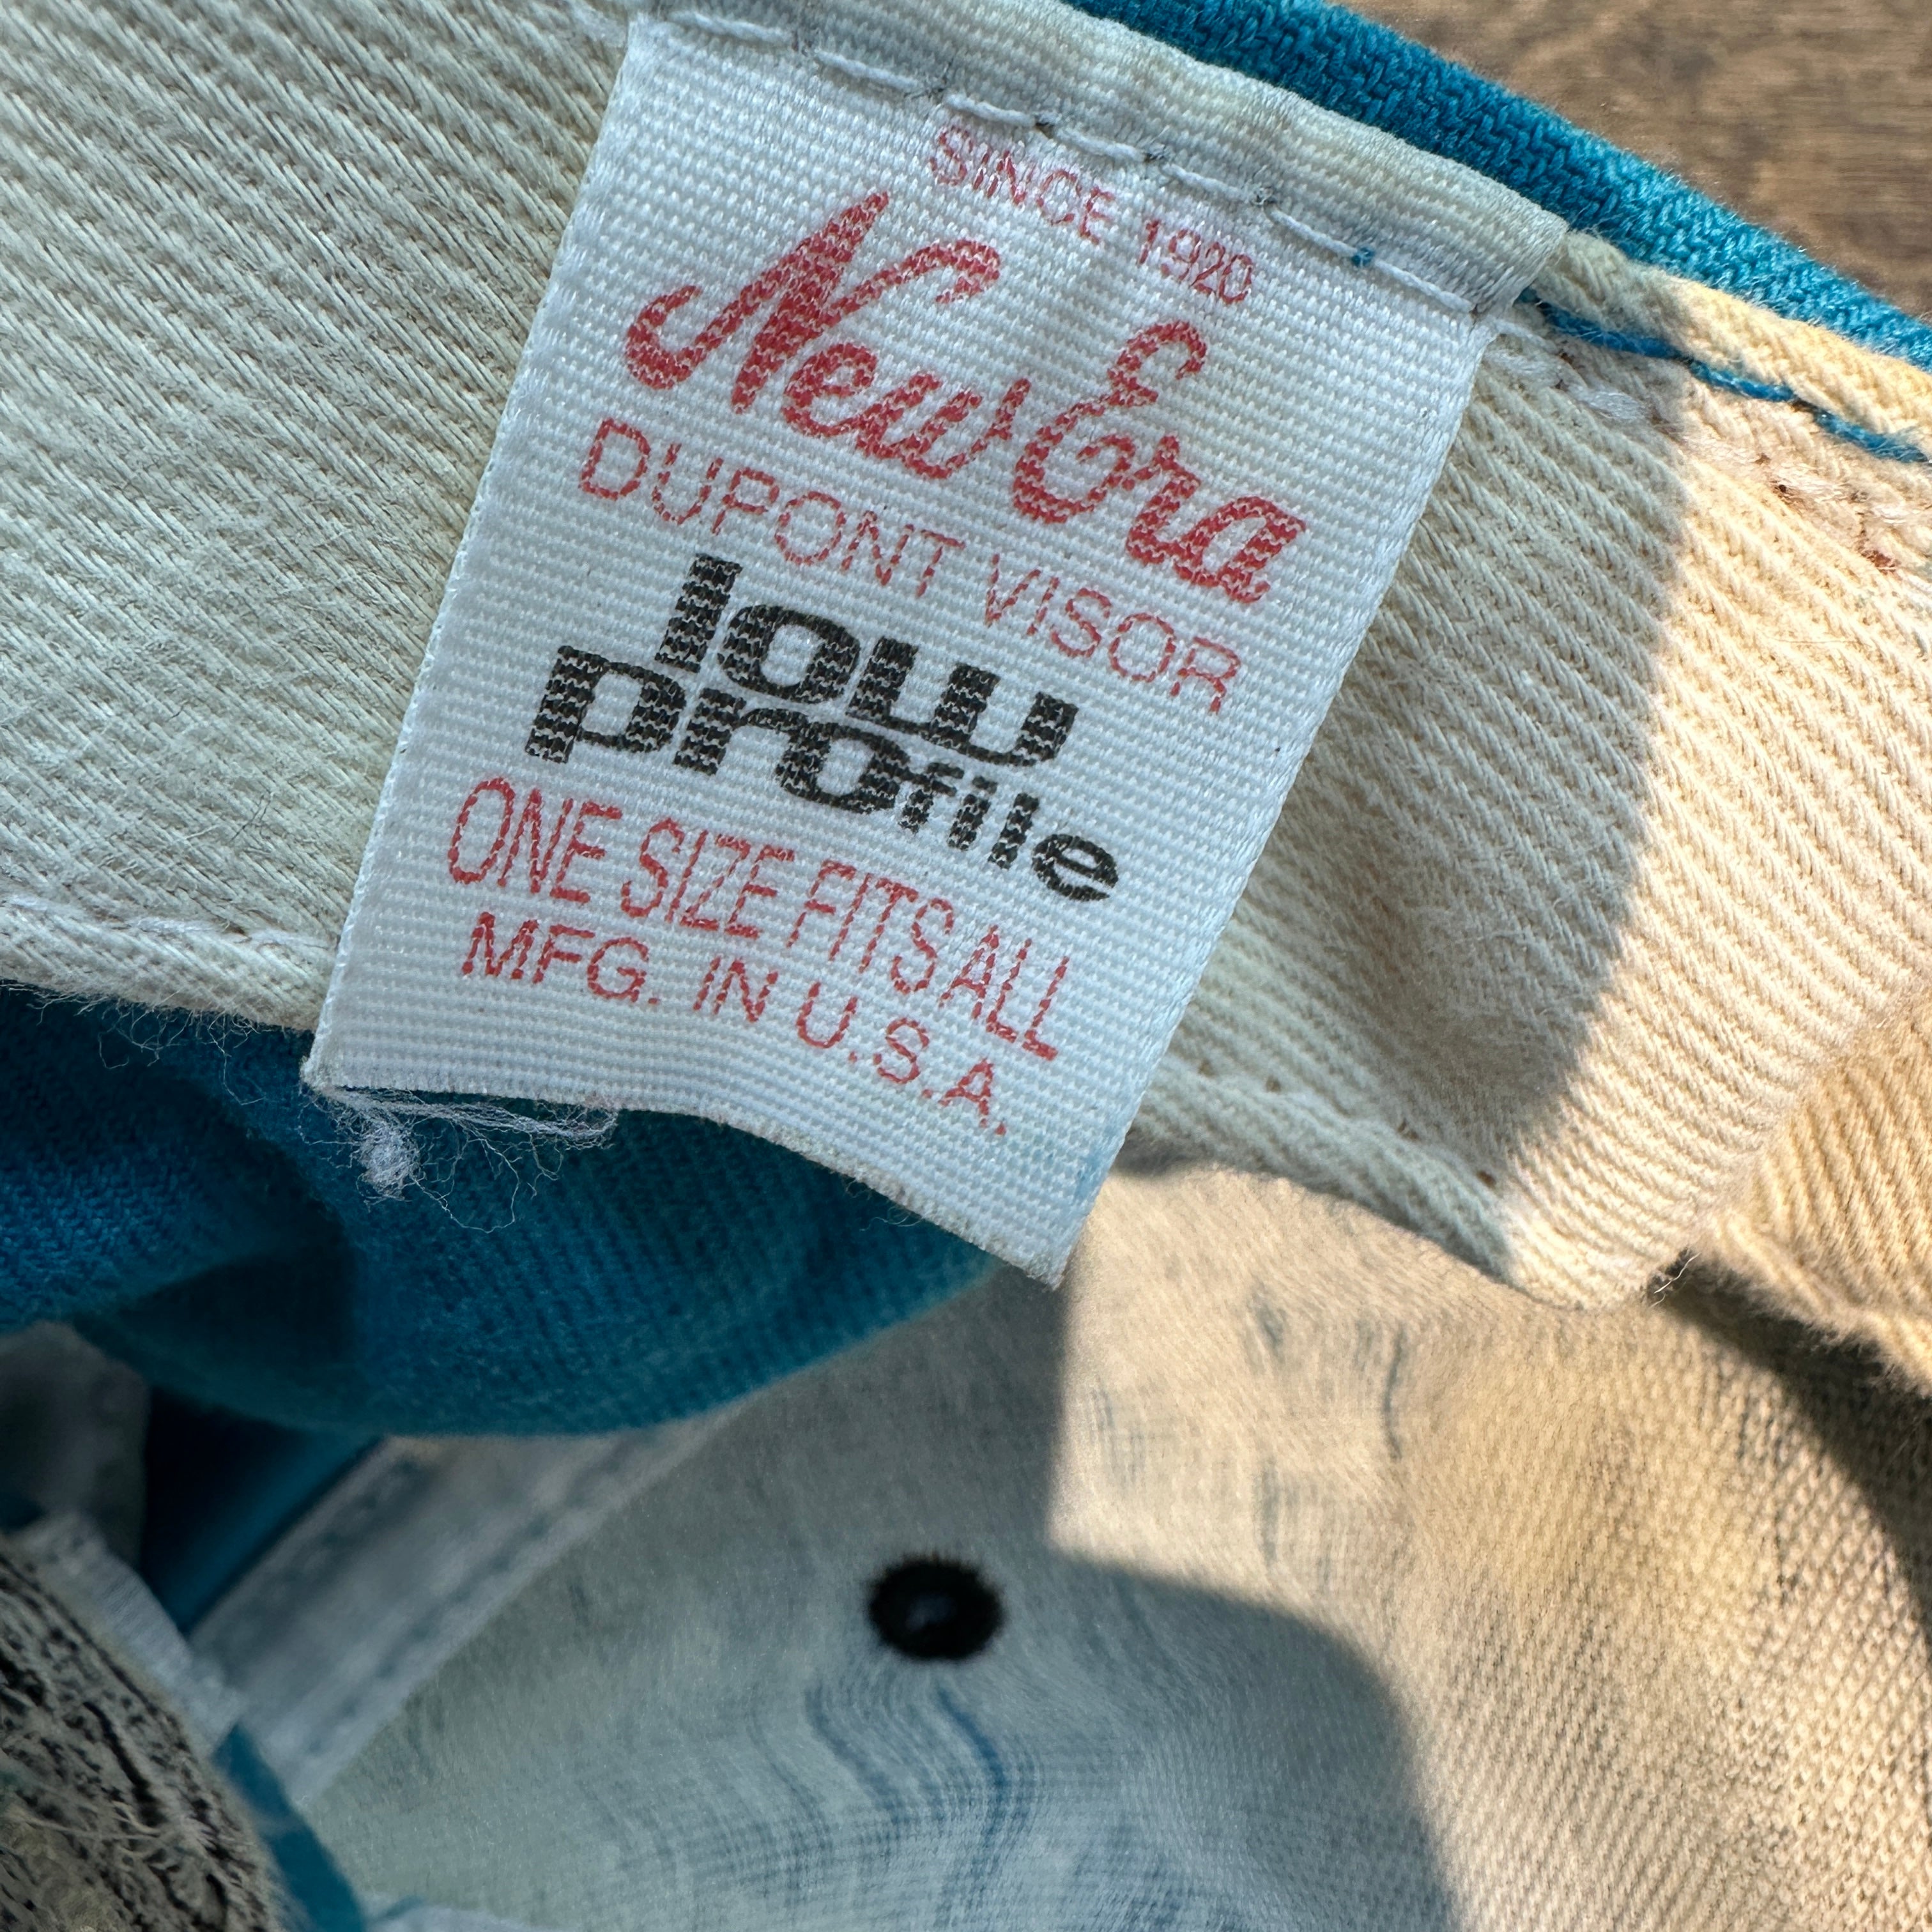 SINCE 1920
New Era
DUPONT VISOR
low
profile
ONE SIZE FITS ALL
MFG. IN U.S.A.